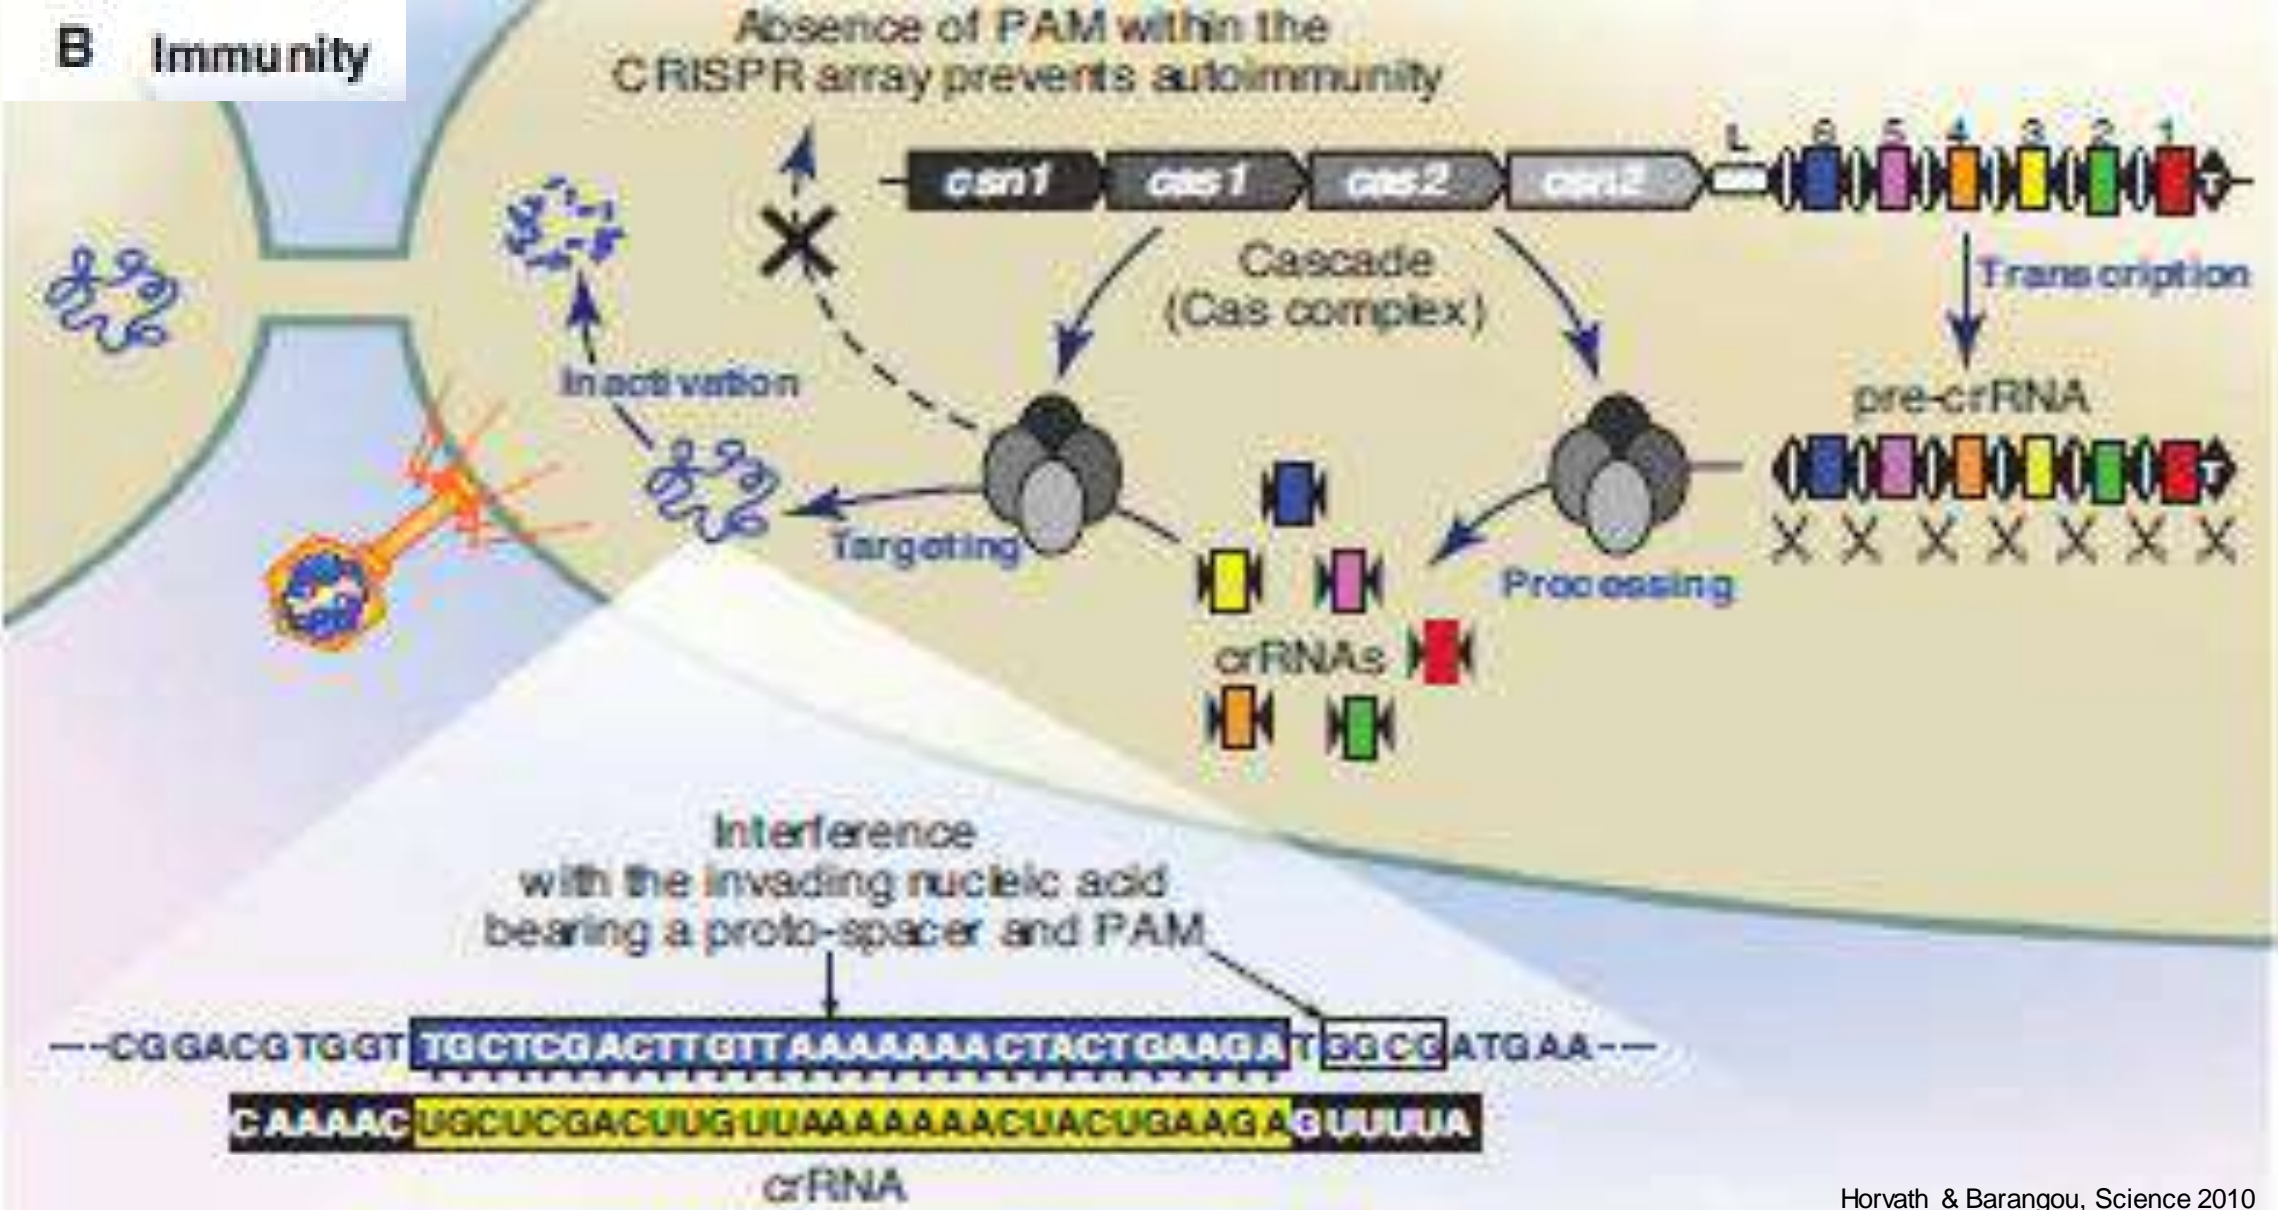 B Immunity
Absence of PAM within the
CRISPR array prevents autoimmunity
L 6 5 4 3 2 1
csn1 cas1 cas2 csn2 T
Cascade
(Cas complex)
Transcription
Inactivation
pre-crRNA
T
X X X X X X X
Targeting
Processing
crRNAs
Interference
with the invading nucleic acid
bearing a proto-spacer and PAM
---CGGACGTGGT TGCTCGACTTGTTAAAAAAACTACTGAAGA T GGCG ATGAA---
CAAAAC UGCUCGACUUGUUAAAAAAACUACUGAAGA GUUUUA
crRNA
Horvath & Barangou, Science 2010